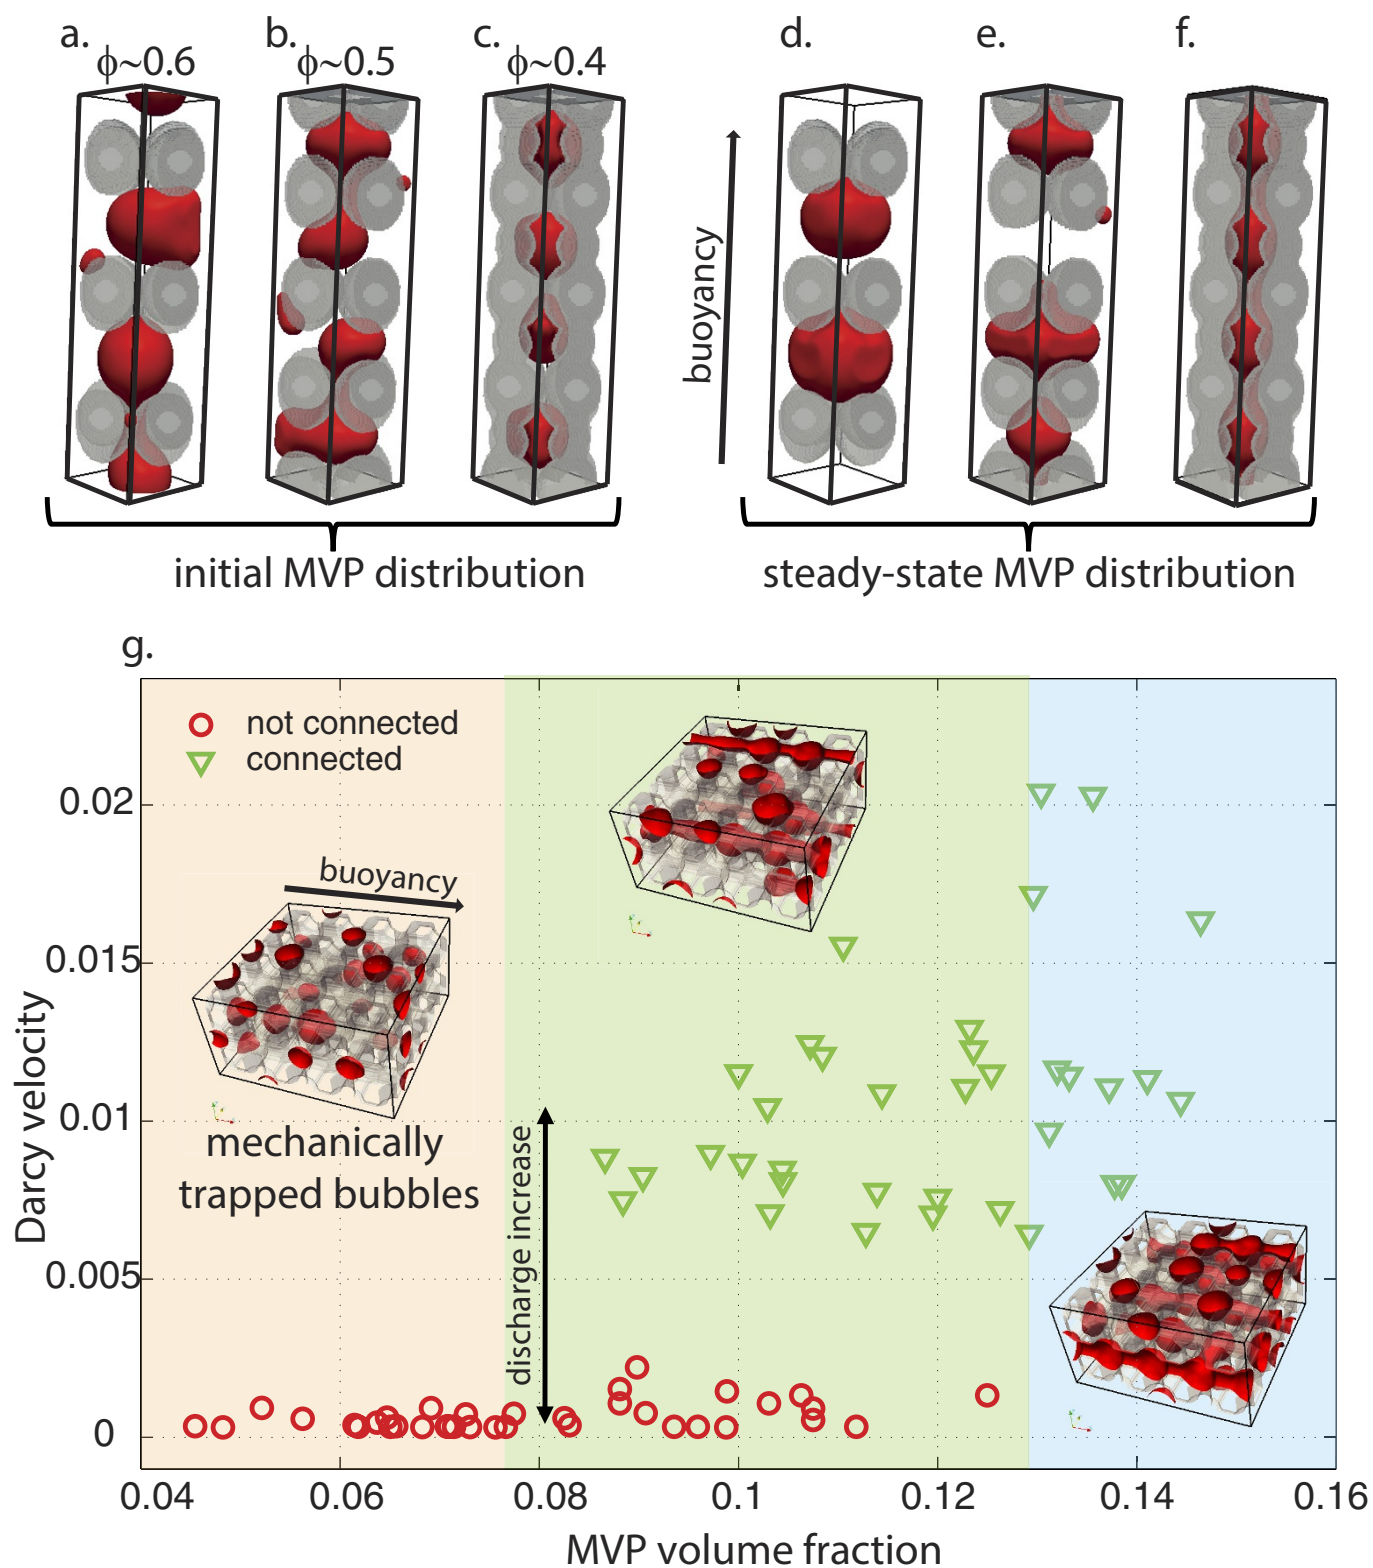 a. b. c. d. e. f.
ϕ~0.6 ϕ~0.5 ϕ~0.4
buoyancy
initial MVP distribution steady-state MVP distribution
g.
not connected
connected
buoyancy
mechanically
trapped bubbles
discharge increase
Darcy velocity
0.02
0.015
0.01
0.005
0
0.04 0.06 0.08 0.1 0.12 0.14 0.16
MVP volume fraction